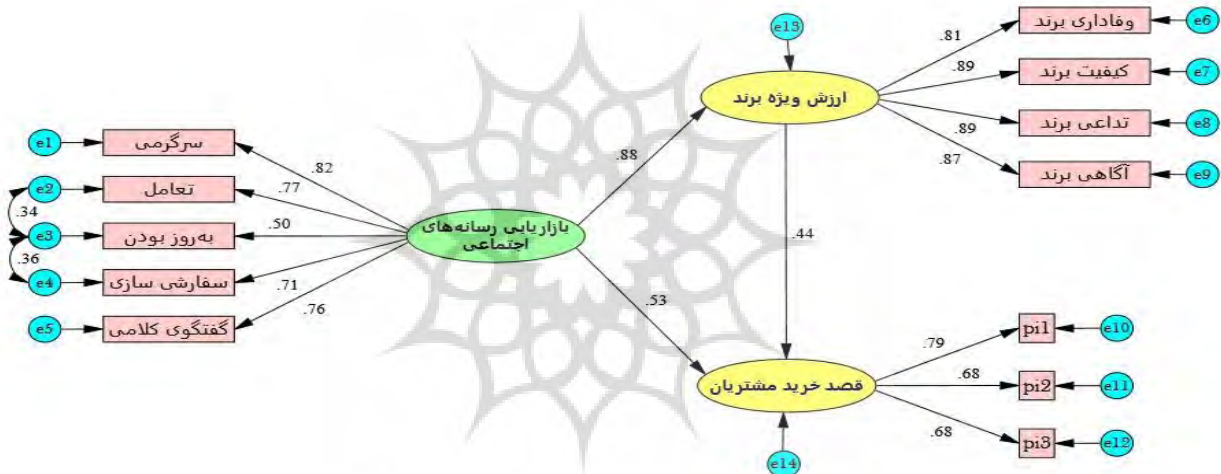 e13
وفاداری برند
e6
.81
کیفیت برند
e7
.89
ارزش ویژه برند
تداعی برند
e8
.89
آگاهی برند
e9
.87
e1
سرگرمی
.82
.88
e2
تعامل
.77
.34
e3
به‌روز بودن
.50
بازاریابی رسانه‌های
اجتماعی
.44
.36
e4
سفارشی سازی
.71
.53
e5
گفتگوی کلامی
.76
pi1
e10
.79
قصد خرید مشتریان
pi2
e11
.68
pi3
e12
.68
e14